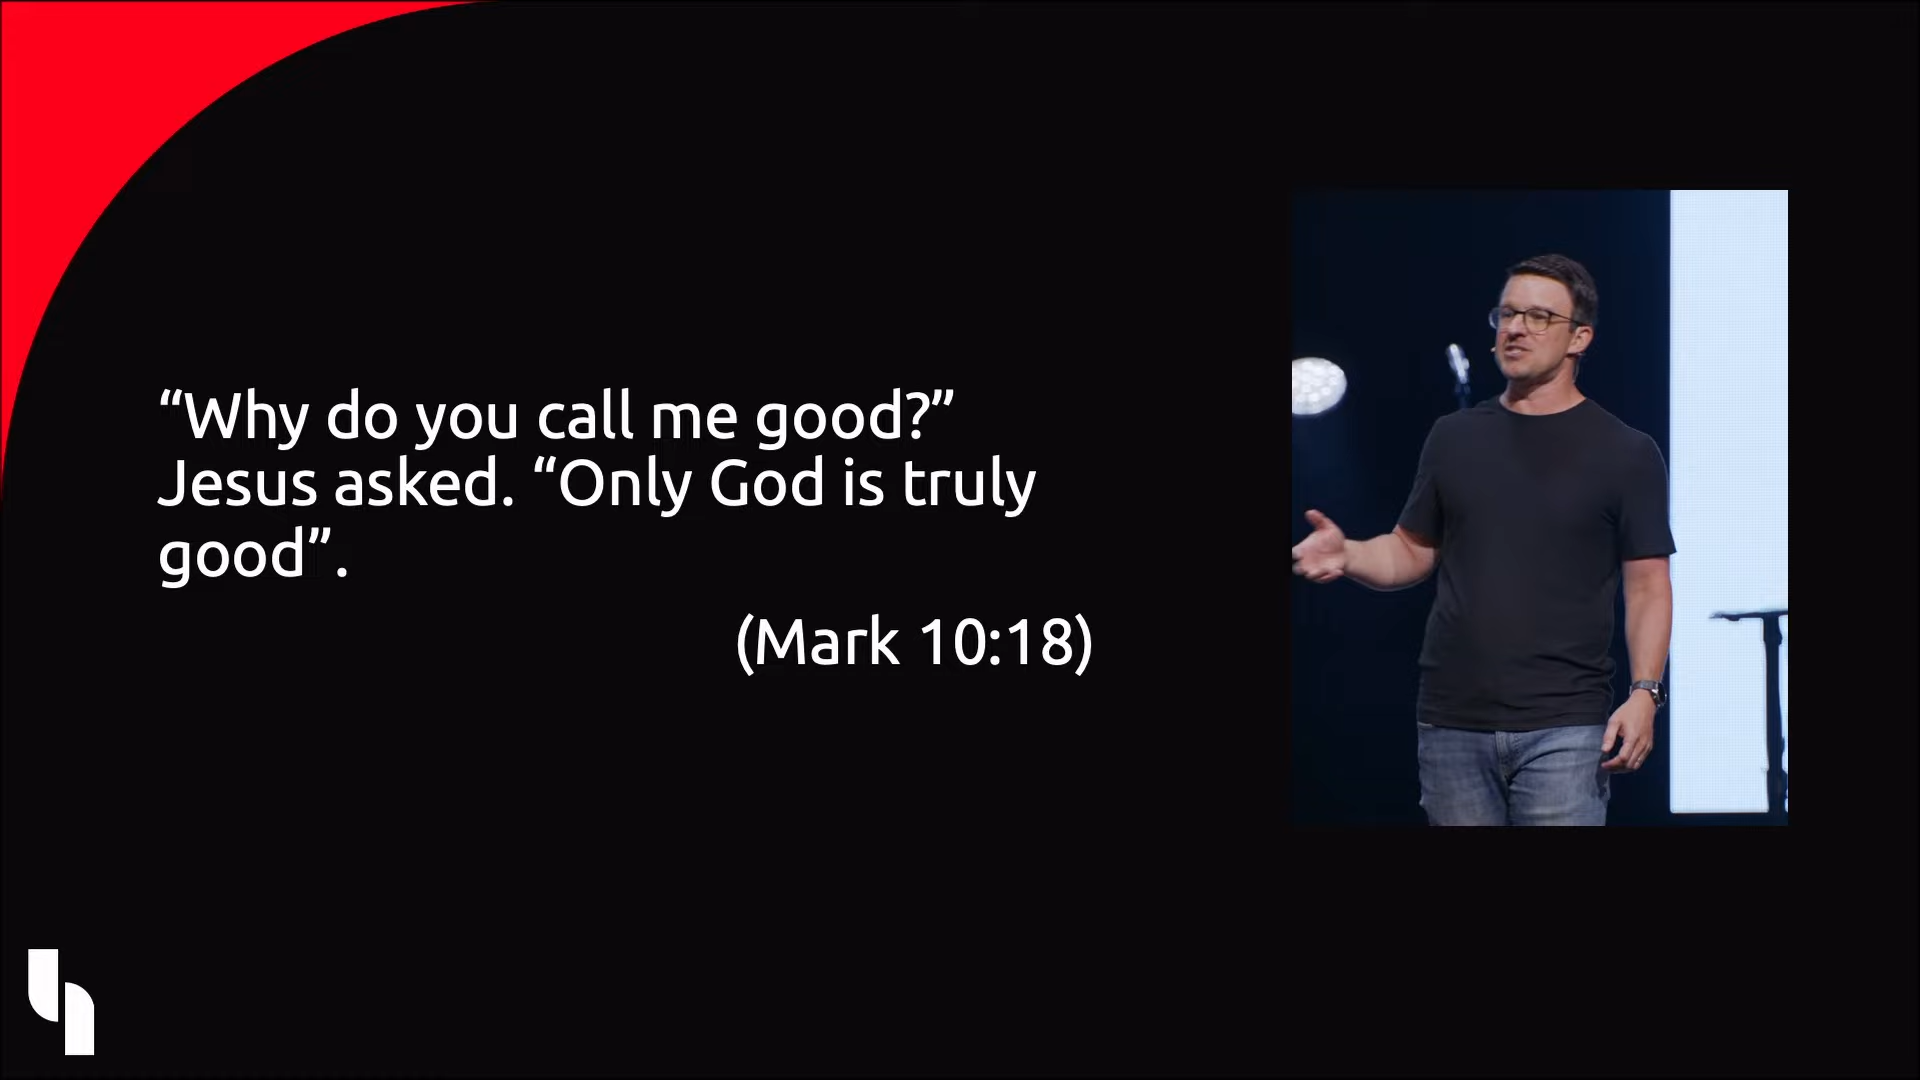 “Why do you call me good?”
Jesus asked. “Only God is truly
good”.
(Mark 10:18)